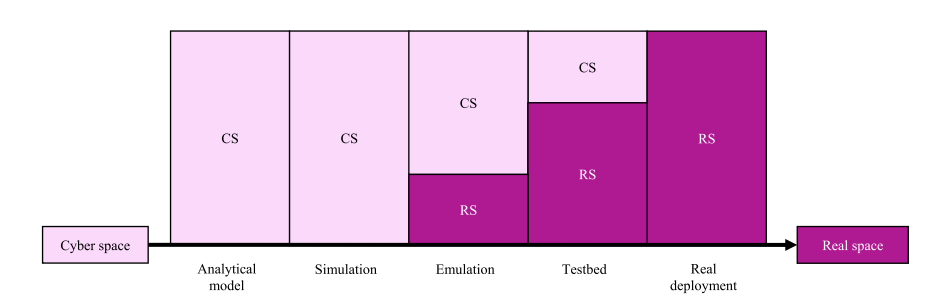 CS
CS
CS
RS
CS
RS
RS
Cyber space
Real space
Analytical
model
Simulation
Emulation
Testbed
Real
deployment